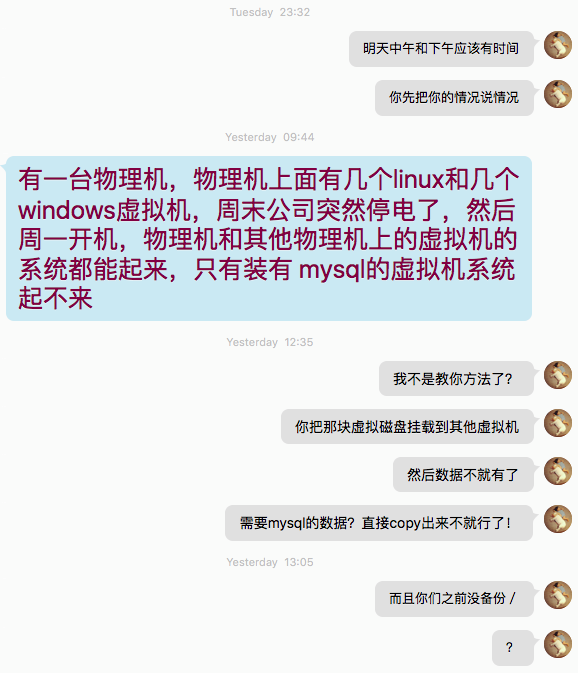 Tuesday 23:32
明天中午和下午应该有时间
你先把你的情况说情况
Yesterday 09:44
有一台物理机，物理机上面有几个linux和几个
windows虚拟机，周末公司突然停电了，然后
周一开机，物理机和其他物理机上的虚拟机的
系统都能起来，只有装有 mysql的虚拟机系统
起不来
Yesterday 12:35
我不是教你方法了？
你把那块虚拟磁盘挂载到其他虚拟机
然后数据不就有了
需要mysql的数据？直接copy出来不就行了！
Yesterday 13:05
而且你们之前没备份 /
？